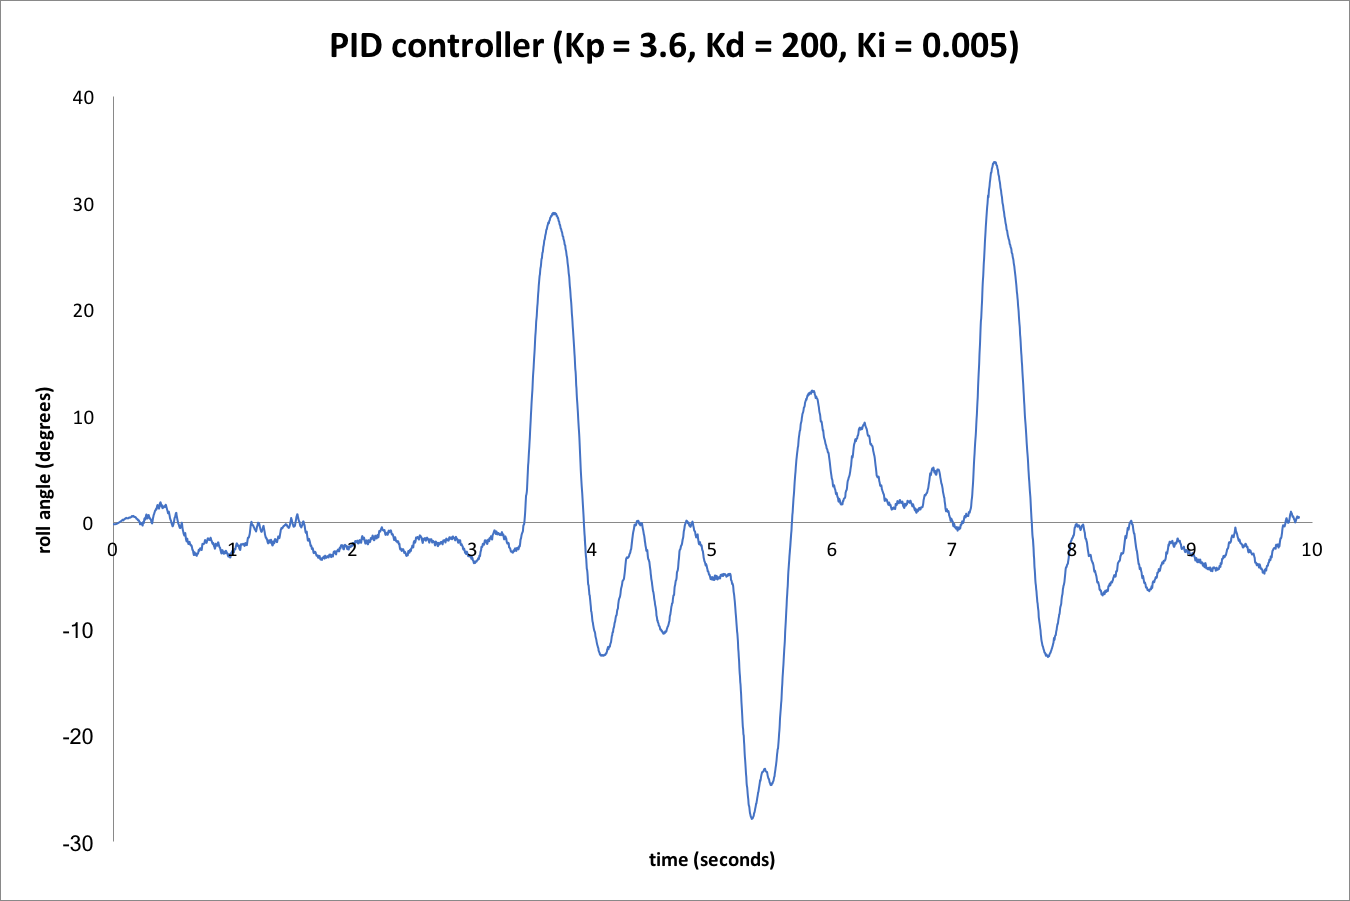 PID controller (Kp = 3.6, Kd = 200, Ki = 0.005)
40
30
20
10
0
-10
-20
-30
roll angle (degrees)
0 1 2 3 4 5 6 7 8 9 10
time (seconds)